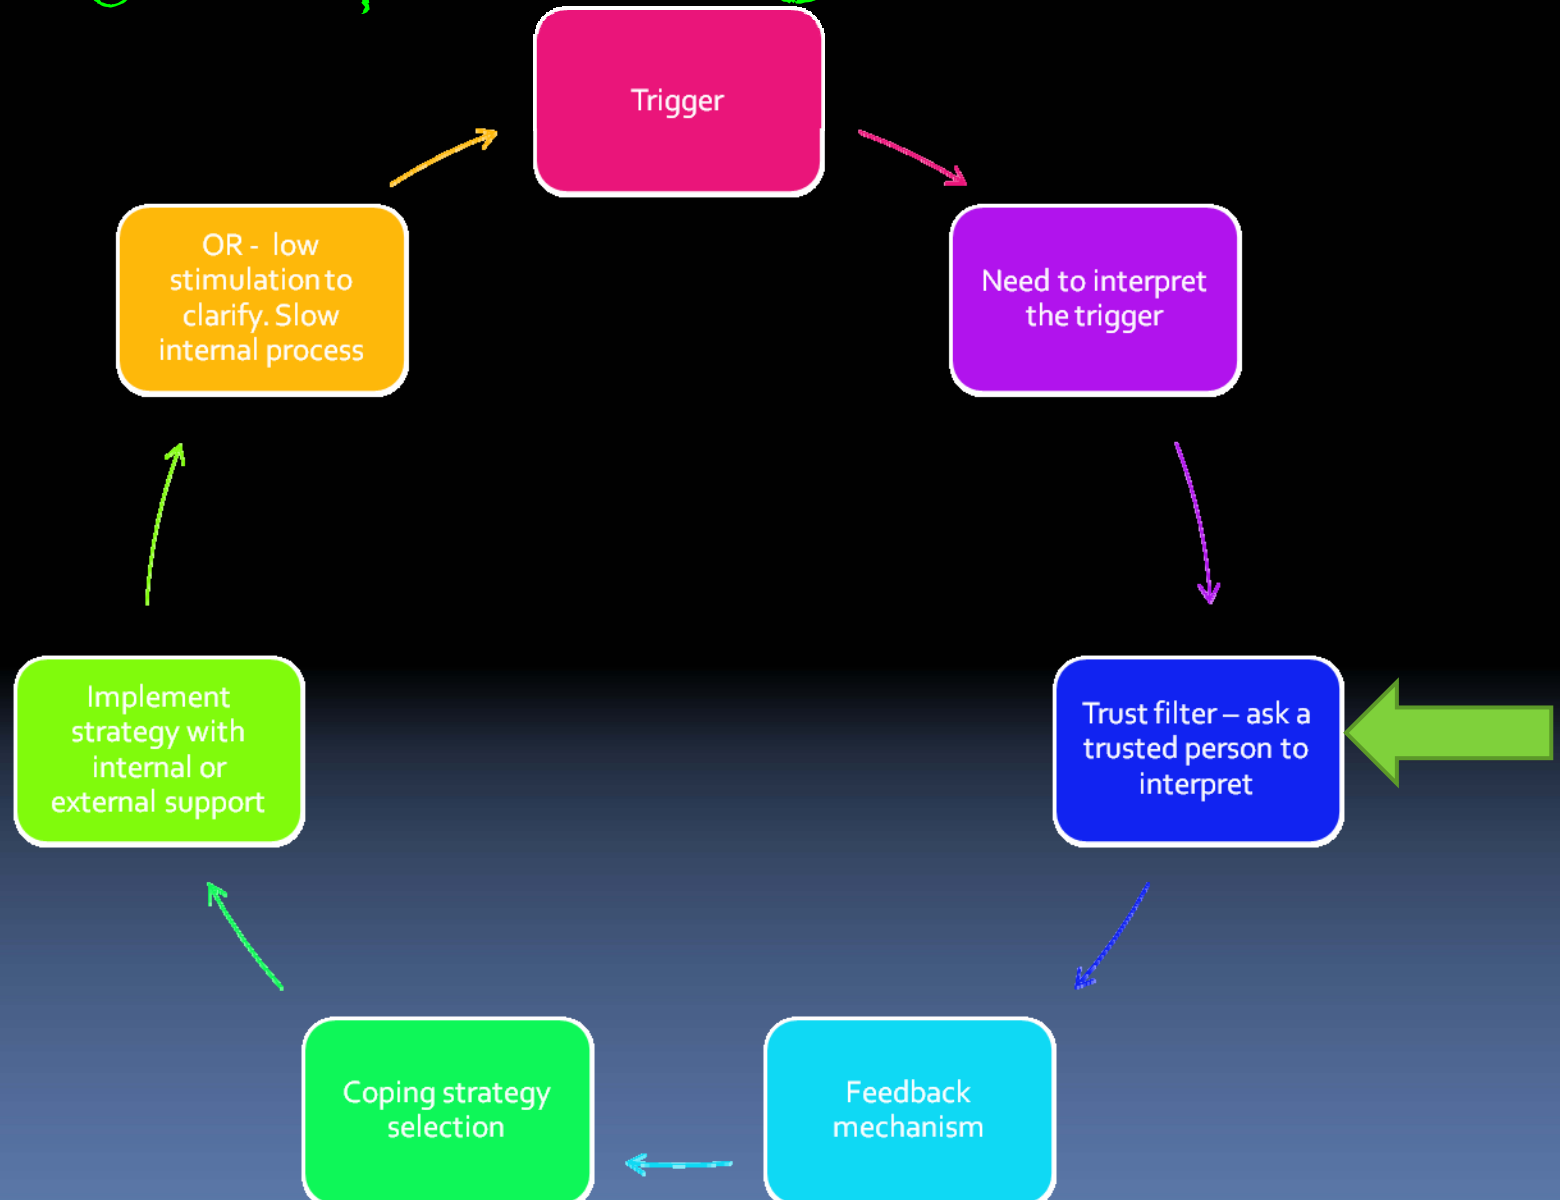 Trigger
Need to interpret
the trigger
Trust filter – ask a
trusted person to
interpret
Feedback
mechanism
Coping strategy
selection
Implement
strategy with
internal or
external support
OR - low
stimulation to
clarify. Slow
internal process